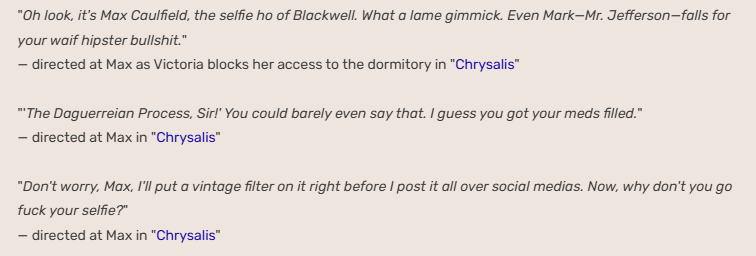 "Oh look, it's Max Caulfield, the selfie ho of Blackwell. What a lame gimmick. Even Mark—Mr. Jefferson—falls for
your waif hipster bullshit."
— directed at Max as Victoria blocks her access to the dormitory in "Chrysalis"
"'The Daguerreian Process, Sir!' You could barely even say that. I guess you got your meds filled."
— directed at Max in "Chrysalis"
"Don't worry, Max, I'll put a vintage filter on it right before I post it all over social medias. Now, why don't you go
fuck your selfie?"
— directed at Max in "Chrysalis"